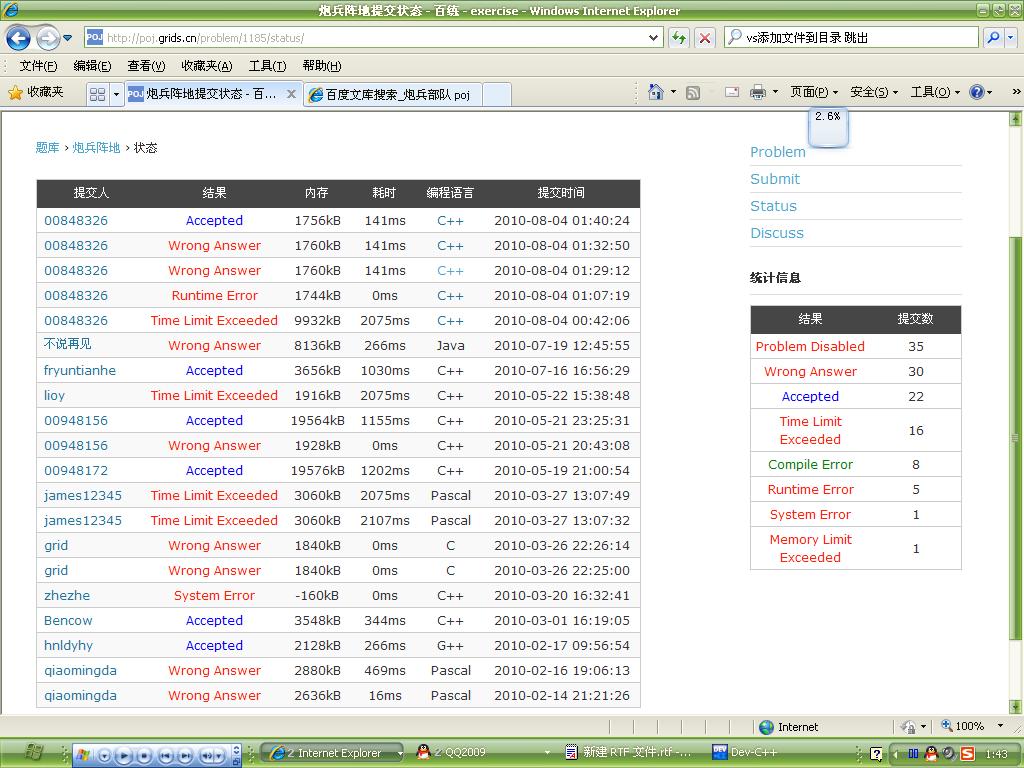 炮兵阵地提交状态 - 百练 - exercise - Windows Internet Explorer
POJ http://poj.grids.cn/problem/1185/status/
vs添加文件到目录 跳出
文件(F) 编辑(E) 查看(V) 收藏夹(A) 工具(T) 帮助(H)
收藏夹 POJ 炮兵阵地提交状态 - 百... 百度文库搜索_炮兵部队 poj 页面(P) 安全(S) 工具(O) »
2.6%
题库 › 炮兵阵地 › 状态
提交人 结果 内存 耗时 编程语言 提交时间
00848326 Accepted 1756kB 141ms C++ 2010-08-04 01:40:24
00848326 Wrong Answer 1760kB 141ms C++ 2010-08-04 01:32:50
00848326 Wrong Answer 1760kB 141ms C++ 2010-08-04 01:29:12
00848326 Runtime Error 1744kB 0ms C++ 2010-08-04 01:07:19
00848326 Time Limit Exceeded 9932kB 2075ms C++ 2010-08-04 00:42:06
不说再见 Wrong Answer 8136kB 266ms Java 2010-07-19 12:45:55
fryuntianhe Accepted 3656kB 1030ms C++ 2010-07-16 16:56:29
lioy Time Limit Exceeded 1916kB 2075ms C++ 2010-05-22 15:38:48
00948156 Accepted 19564kB 1155ms C++ 2010-05-21 23:25:31
00948156 Wrong Answer 1928kB 0ms C++ 2010-05-21 20:43:08
00948172 Accepted 19576kB 1202ms C++ 2010-05-19 21:00:54
james12345 Time Limit Exceeded 3060kB 2075ms Pascal 2010-03-27 13:07:49
james12345 Time Limit Exceeded 3060kB 2107ms Pascal 2010-03-27 13:07:32
grid Wrong Answer 1840kB 0ms C 2010-03-26 22:26:14
grid Wrong Answer 1840kB 0ms C 2010-03-26 22:25:00
zhezhe System Error -160kB 0ms C++ 2010-03-20 16:32:41
Bencow Accepted 3548kB 344ms C++ 2010-03-01 16:19:05
hnldyhy Accepted 2128kB 266ms G++ 2010-02-17 09:56:54
qiaomingda Wrong Answer 2880kB 469ms Pascal 2010-02-16 19:06:13
qiaomingda Wrong Answer 2636kB 16ms Pascal 2010-02-14 21:21:26
Problem
Submit
Status
Discuss
统计信息
结果 提交数
Problem Disabled 35
Wrong Answer 30
Accepted 22
Time Limit
Exceeded 16
Compile Error 8
Runtime Error 5
System Error 1
Memory Limit
Exceeded 1
Internet 100%
2 Internet Explorer 2 QQ2009 新建 RTF 文件.rtf -... Dev-C++ 1:43